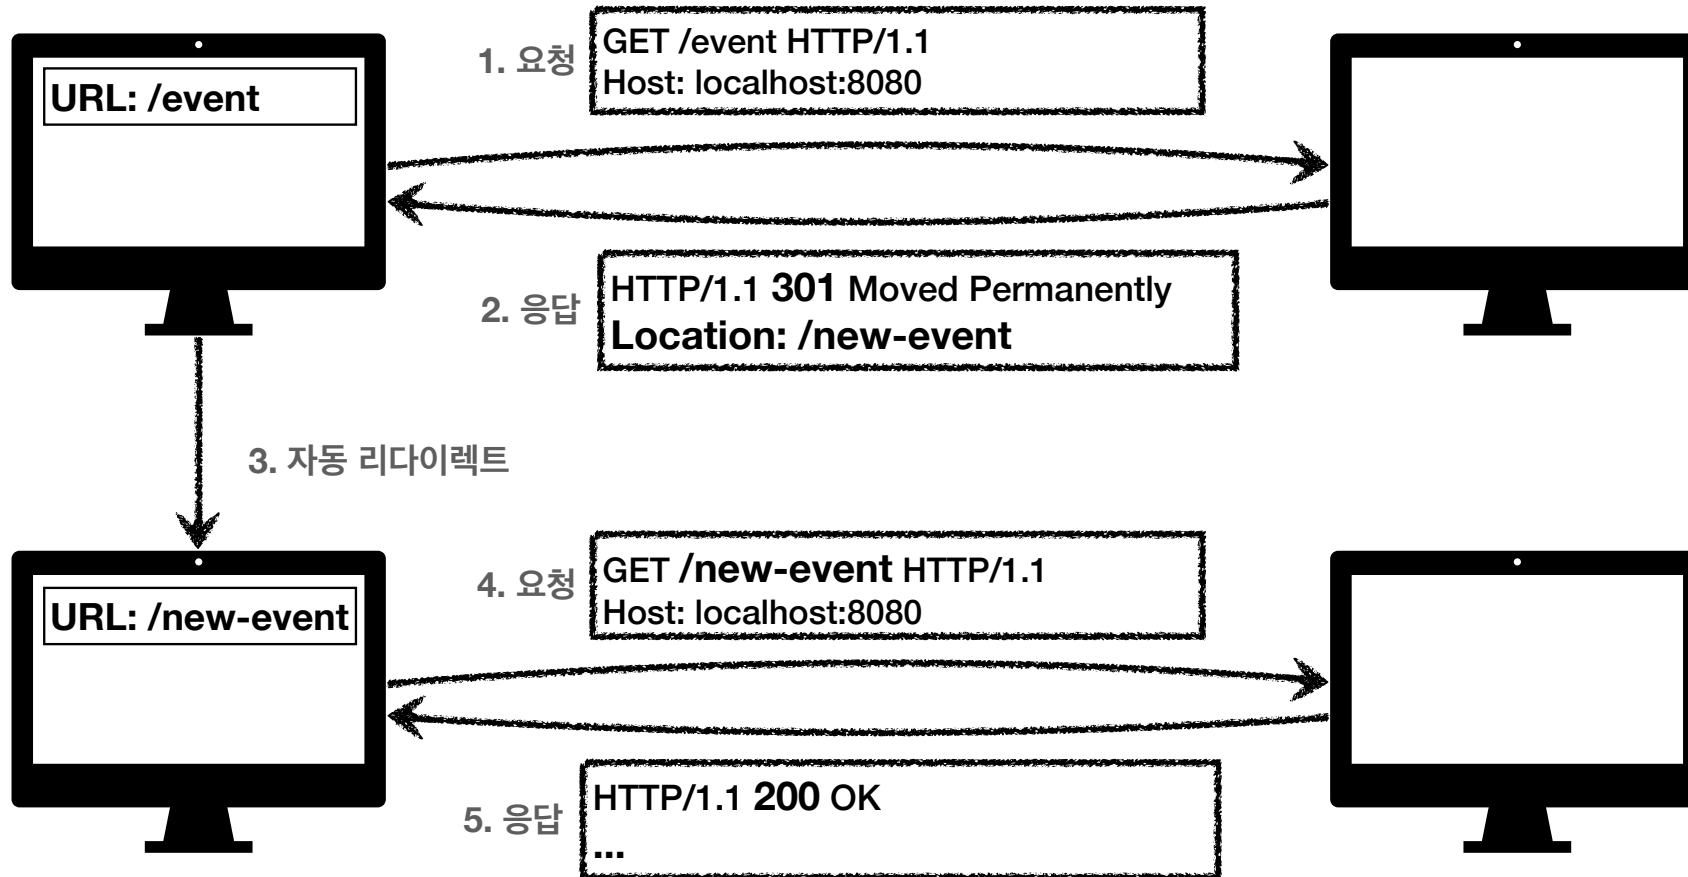 URL: /event
1. 요청
GET /event HTTP/1.1
Host: localhost:8080
2. 응답
HTTP/1.1 301 Moved Permanently
Location: /new-event
3. 자동 리다이렉트
URL: /new-event
4. 요청
GET /new-event HTTP/1.1
Host: localhost:8080
5. 응답
HTTP/1.1 200 OK
...